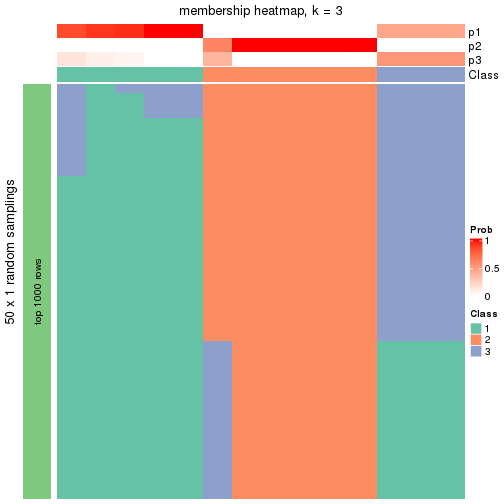 membership heatmap, k = 3
p1
p2
p3
Class
50 x 1 random samplings
top 1000 rows
Prob
1
0.5
0
Class
1
2
3